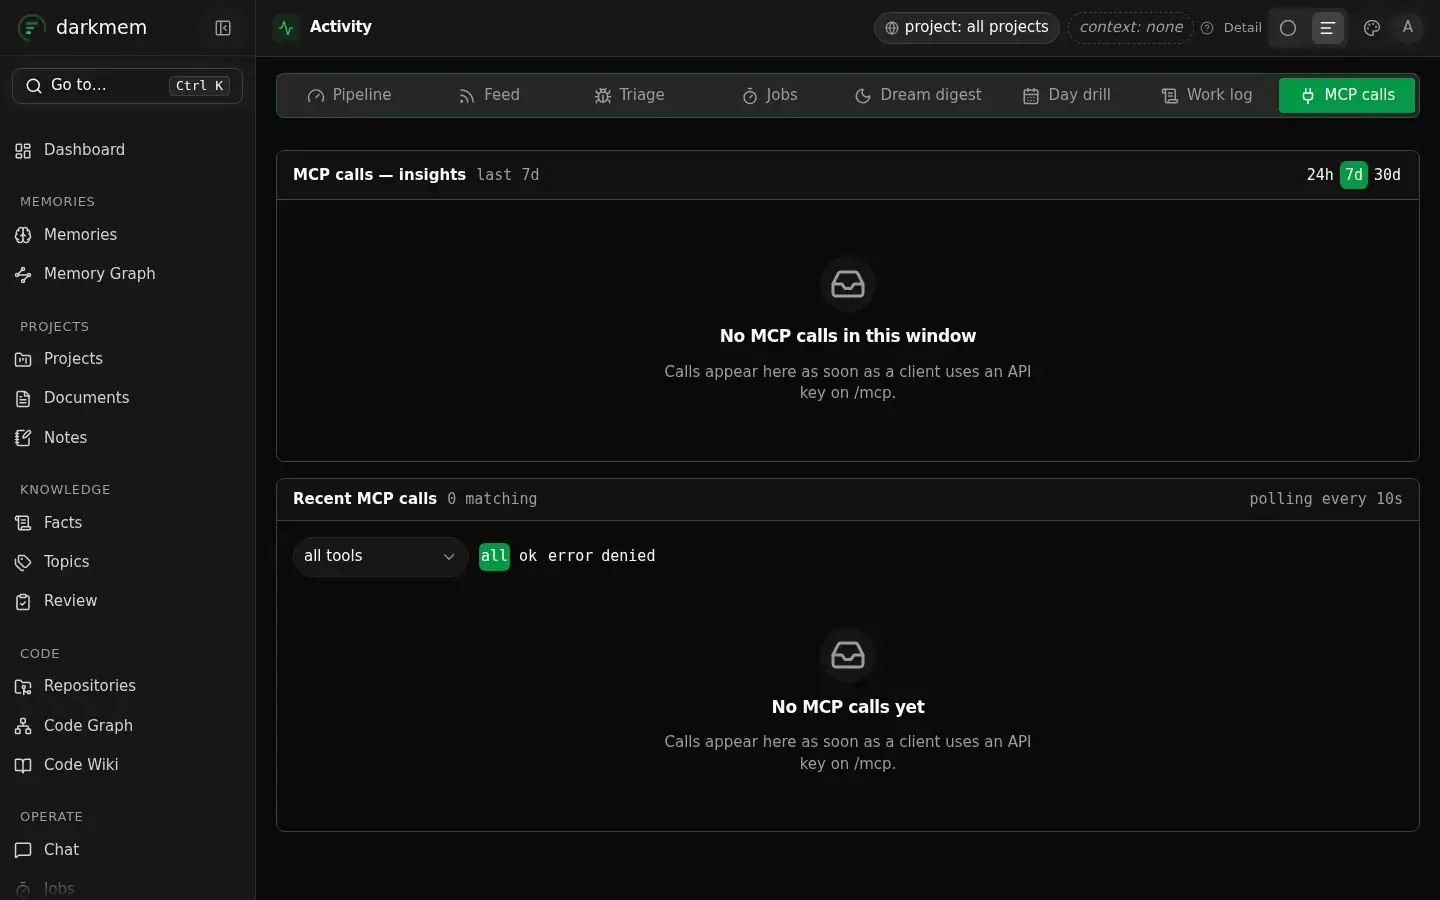 darkmem
Activity
project: all projects
context: none
Detail
A
Go to...
Ctrl K
Pipeline
Feed
Triage
Jobs
Dream digest
Day drill
Work log
MCP calls
Dashboard
MEMORIES
Memories
Memory Graph
PROJECTS
Projects
Documents
Notes
KNOWLEDGE
Facts
Topics
Review
CODE
Repositories
Code Graph
Code Wiki
OPERATE
Chat
Jobs
MCP calls — insights last 7d
24h 7d 30d
No MCP calls in this window
Calls appear here as soon as a client uses an API
key on /mcp.
Recent MCP calls 0 matching
polling every 10s
all tools
all ok error denied
No MCP calls yet
Calls appear here as soon as a client uses an API
key on /mcp.